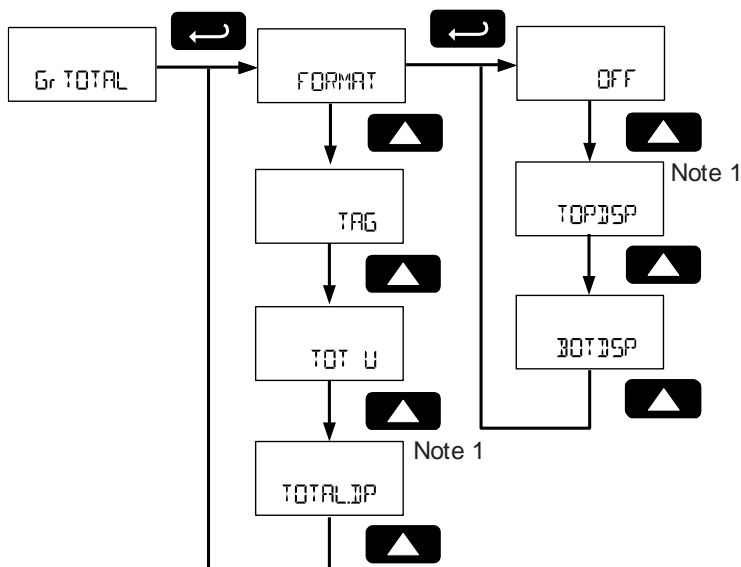 Gr TOTAL
FORMAT
TAG
TOT U
TOTAL.DP
Note 1
OFF
TOPDSP
Note 1
BOTDSP